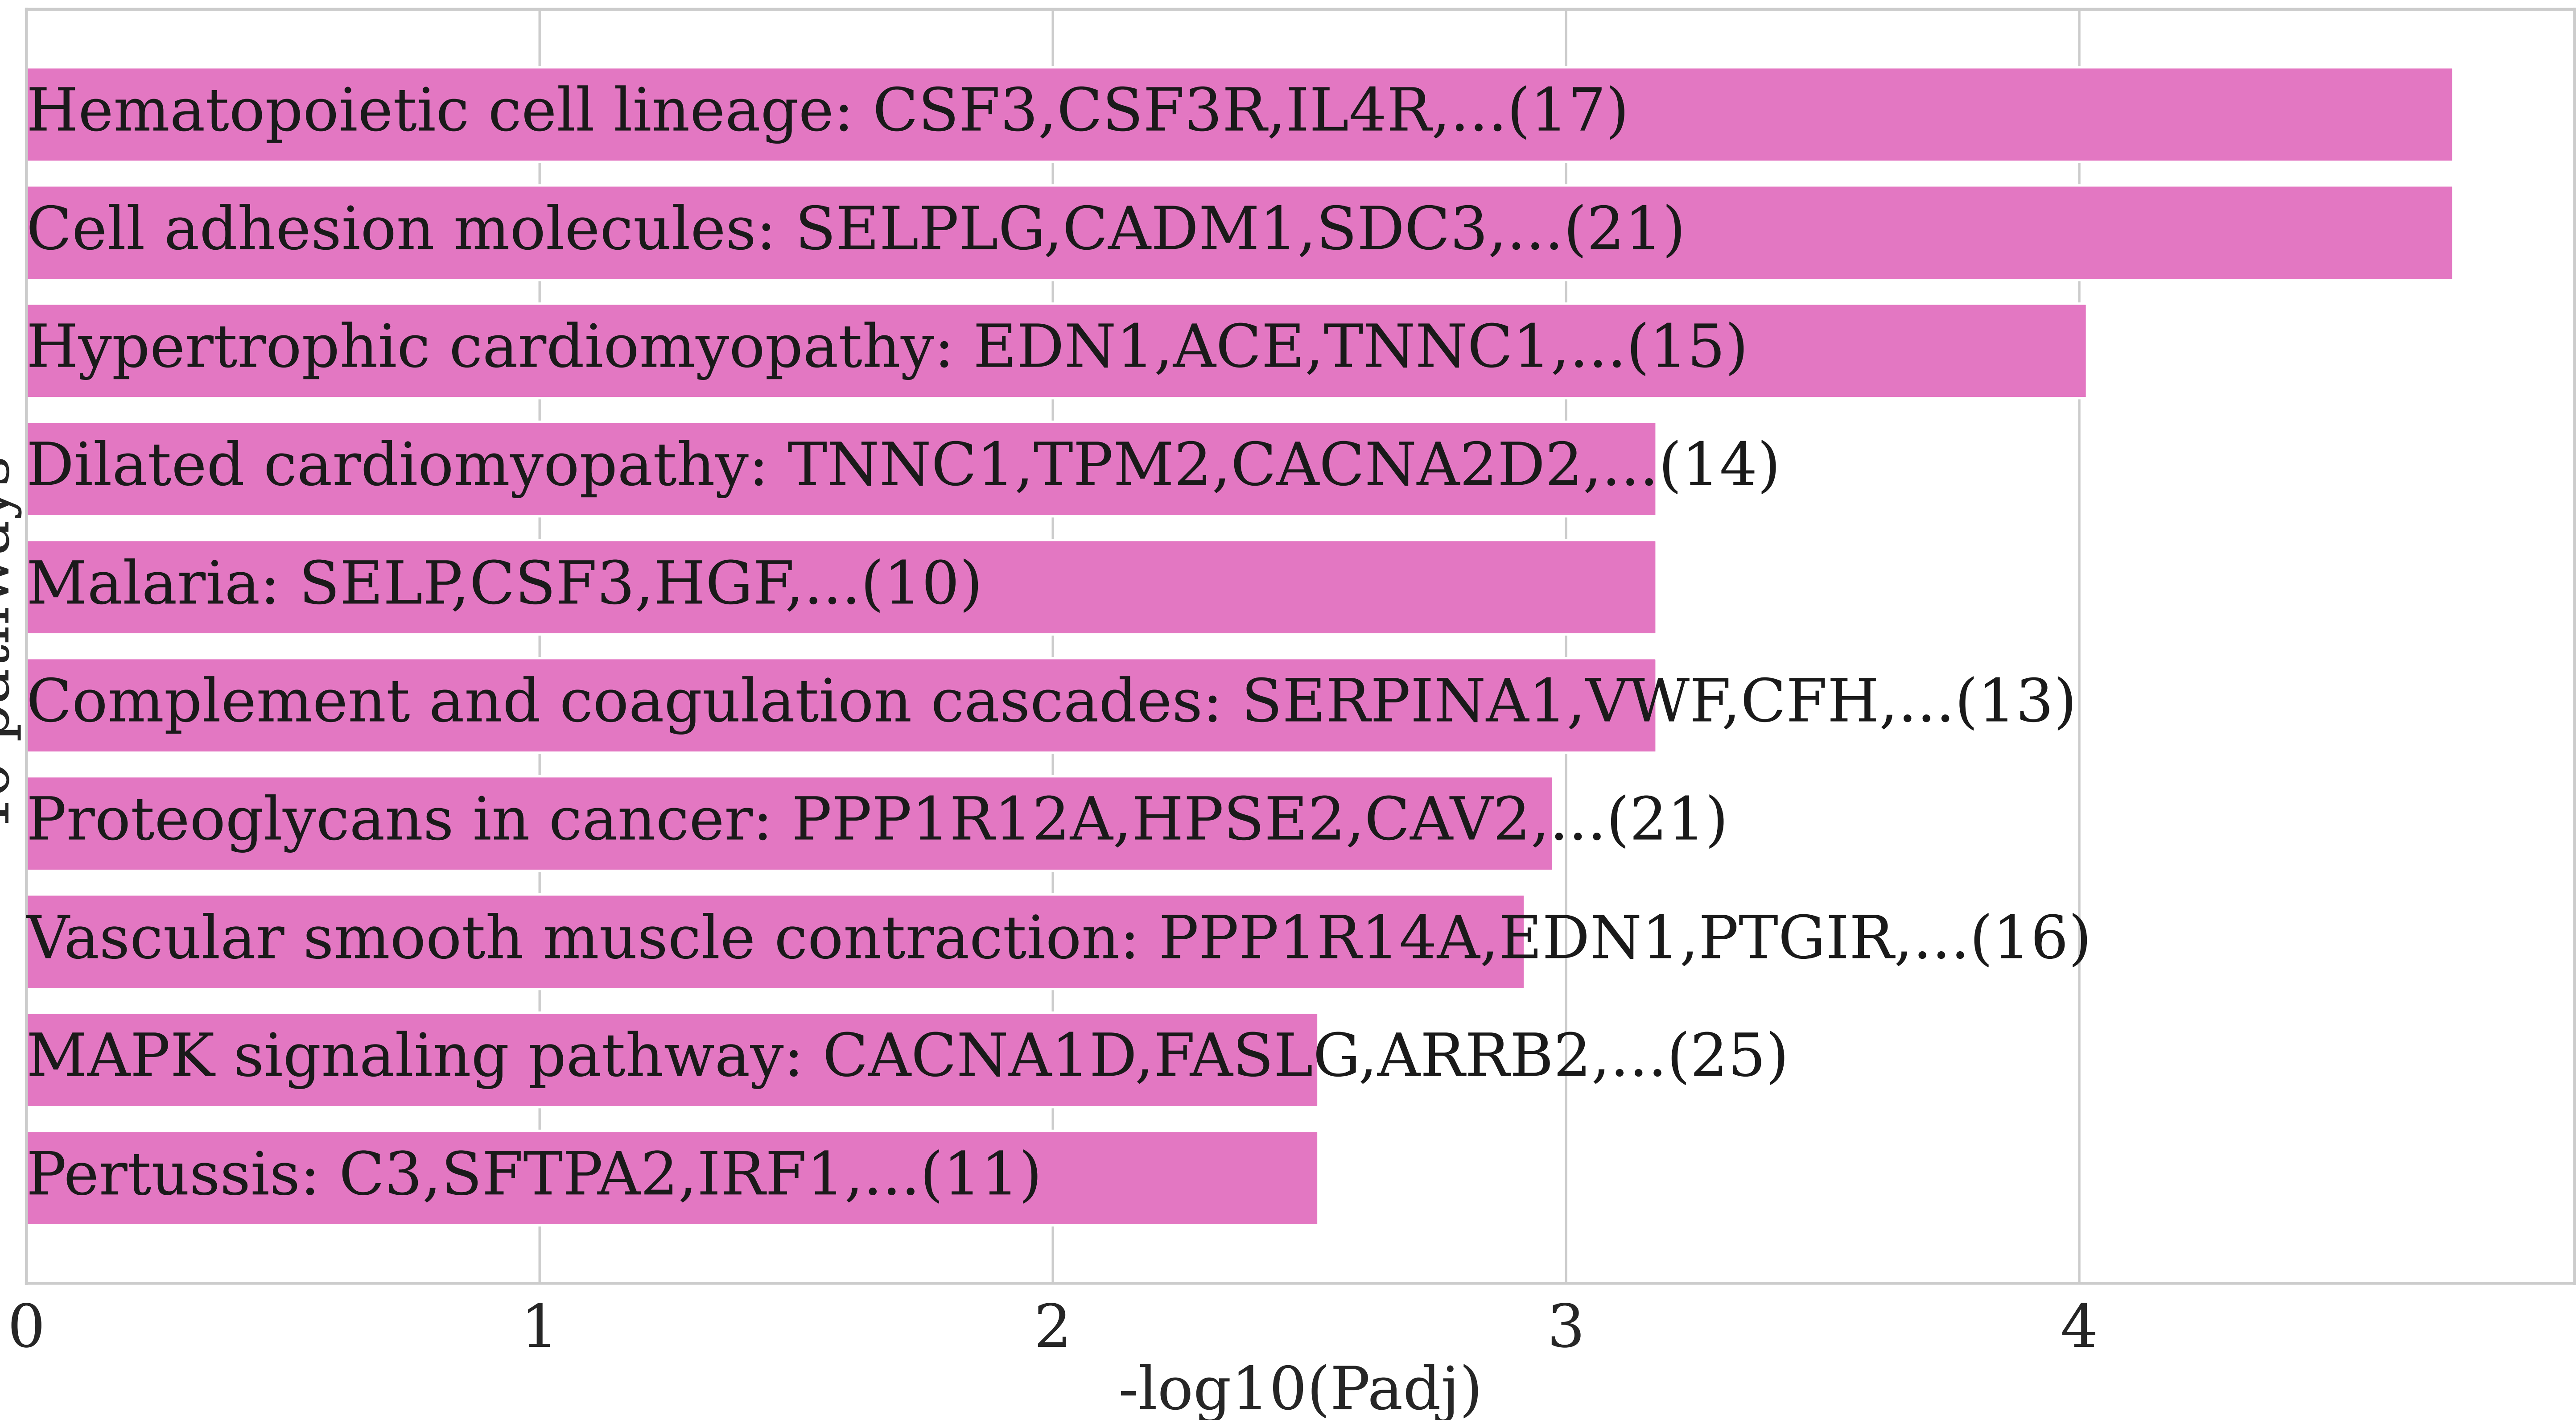 Hematopoietic cell lineage: CSF3,CSF3R,IL4R,...(17)
Cell adhesion molecules: SELPLG,CADM1,SDC3,...(21)
Hypertrophic cardiomyopathy: EDN1,ACE,TNNC1,...(15)
Dilated cardiomyopathy: TNNC1,TPM2,CACNA2D2,...(14)
Malaria: SELP,CSF3,HGF,...(10)
Complement and coagulation cascades: SERPINA1,VWF,CFH,...(13)
Proteoglycans in cancer: PPP1R12A,HPSE2,CAV2,...(21)
Vascular smooth muscle contraction: PPP1R14A,EDN1,PTGIR,...(16)
MAPK signaling pathway: CACNA1D,FASLG,ARRB2,...(25)
Pertussis: C3,SFTPA2,IRF1,...(11)
0 1 2 3 4
-log10(Padj)